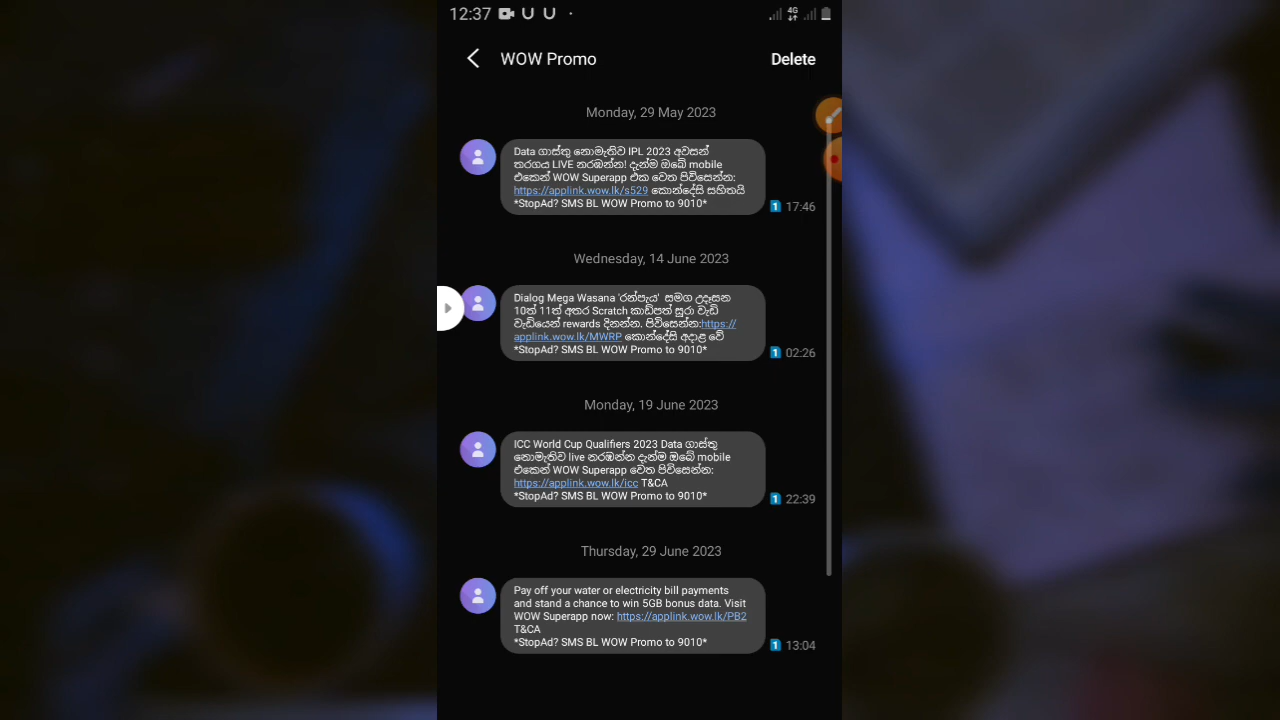 12:37
4G
WOW Promo
Delete
Monday, 29 May 2023
Data ගාස්තු නොමැතිව IPL 2023 අවසන්
තරගය LIVE නරඹන්න! දැන්ම ඔබේ mobile
එකෙන් WOW Superapp එක වෙත පිවිසෙන්න:
https://applink.wow.lk/s529 කොන්දේසි සහිතයි
*StopAd? SMS BL WOW Promo to 9010*
1 17:46
Wednesday, 14 June 2023
Dialog Mega Wasana 'රන්පැය' සමග උදෑසන
10ත් 11ත් අතර Scratch කාඩ්පත් සූරා වැඩි
වැඩියෙන් rewards දිනන්න. පිවිසෙන්න:https://
applink.wow.lk/MWRP කොන්දේසි අදාළ වේ
*StopAd? SMS BL WOW Promo to 9010*
1 02:26
Monday, 19 June 2023
ICC World Cup Qualifiers 2023 Data ගාස්තු
නොමැතිව live නරඹන්න දැන්ම ඔබේ mobile
එකෙන් WOW Superapp වෙත පිවිසෙන්න:
https://applink.wow.lk/icc T&CA
*StopAd? SMS BL WOW Promo to 9010*
1 22:39
Thursday, 29 June 2023
Pay off your water or electricity bill payments
and stand a chance to win 5GB bonus data. Visit
WOW Superapp now: https://applink.wow.lk/PB2
T&CA
*StopAd? SMS BL WOW Promo to 9010*
1 13:04